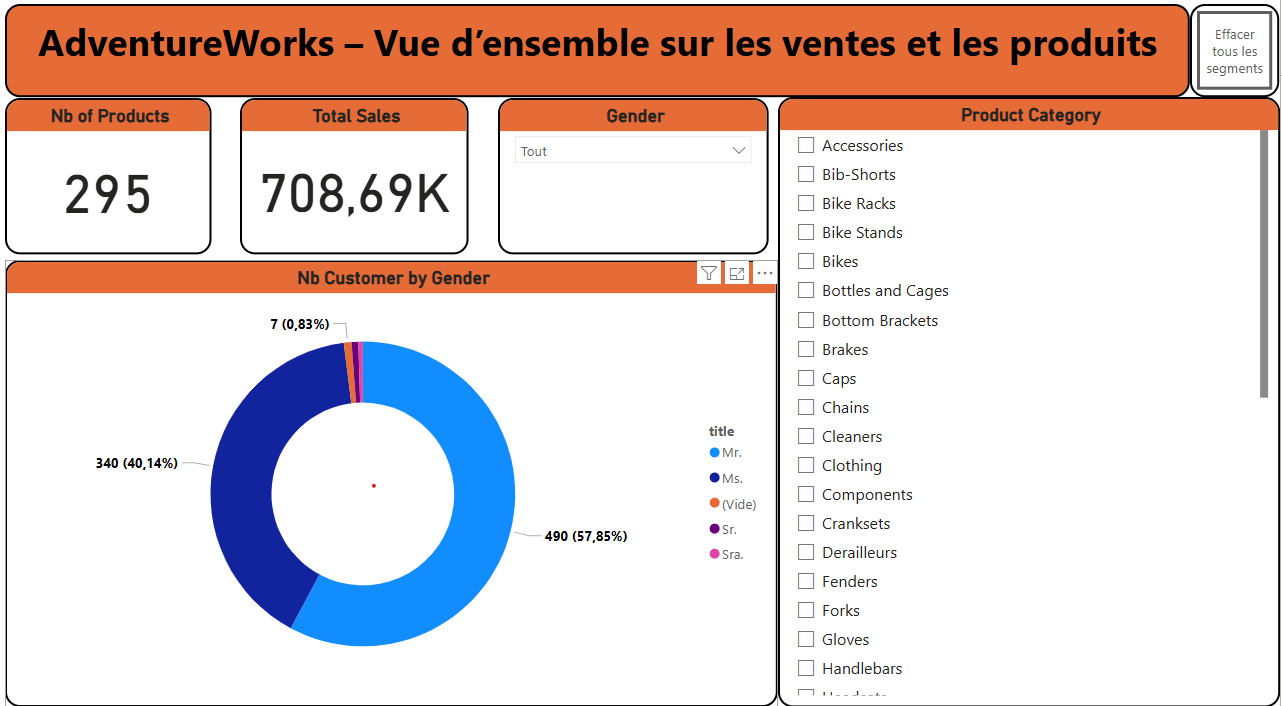 AdventureWorks – Vue d’ensemble sur les ventes et les produits
Effacer
tous les
segments
Nb of Products
295
Total Sales
708,69K
Gender
Tout
Product Category
Accessories
Bib-Shorts
Bike Racks
Bike Stands
Bikes
Bottles and Cages
Bottom Brackets
Brakes
Caps
Chains
Cleaners
Clothing
Components
Cranksets
Derailleurs
Fenders
Forks
Gloves
Handlebars
Nb Customer by Gender
7 (0,83%)
340 (40,14%)
490 (57,85%)
title
Mr.
Ms.
(Vide)
Sr.
Sra.